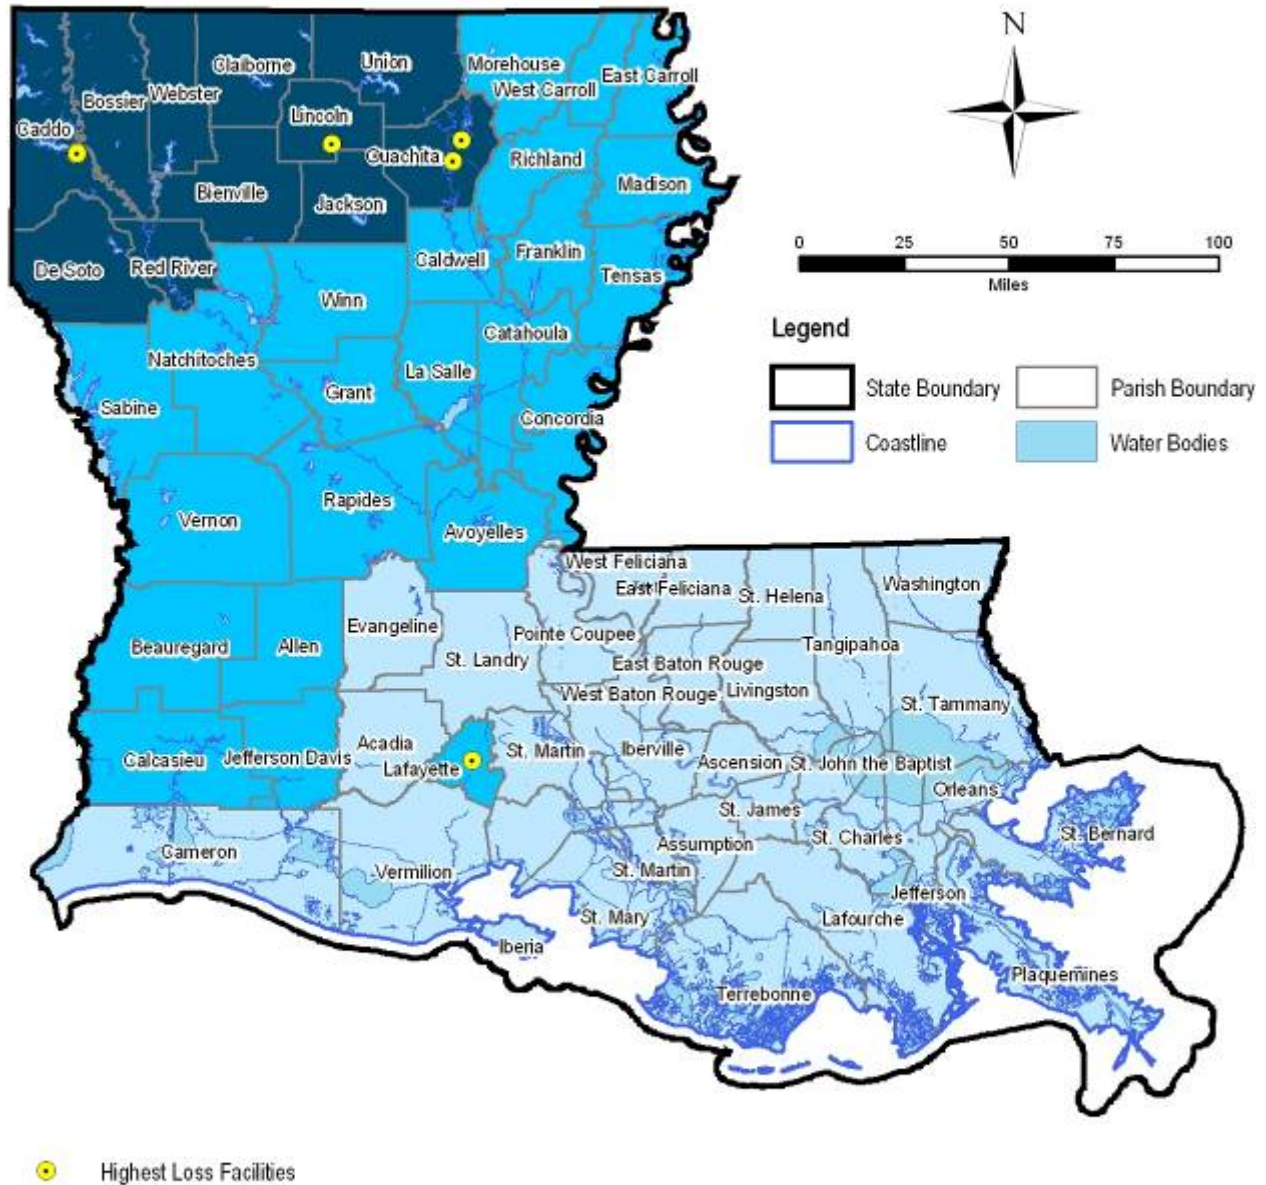 N
Claiborne
Union
Morehouse
East Carroll
West Carroll
Bossier
Webster
Lincoln
Caddo
Ouachita
Richland
Madison
Bienville
Jackson
0 25 50 75 100
Miles
De Soto
Red River
Caldwell
Franklin
Tensas
Winn
Legend
Catahoula
Natchitoches
La Salle
Grant
State Boundary
Parish Boundary
Sabine
Concordia
Coastline
Water Bodies
Rapides
Vernon
Avoyelles
West Feliciana
East Feliciana
St. Helena
Washington
Evangeline
Pointe Coupee
Beauregard
Allen
Tangipahoa
St. Landry
East Baton Rouge
West Baton Rouge
Livingston
St. Tammany
Calcasieu
Jefferson Davis
Acadia
Lafayette
St. Martin
Iberville
Ascension
St. John the Baptist
Orleans
St. James
St. Charles
St. Bernard
Assumption
Cameron
Vermilion
St. Martin
Jefferson
St. Mary
Lafourche
Iberia
Plaquemines
Terrebonne
Highest Loss Facilities